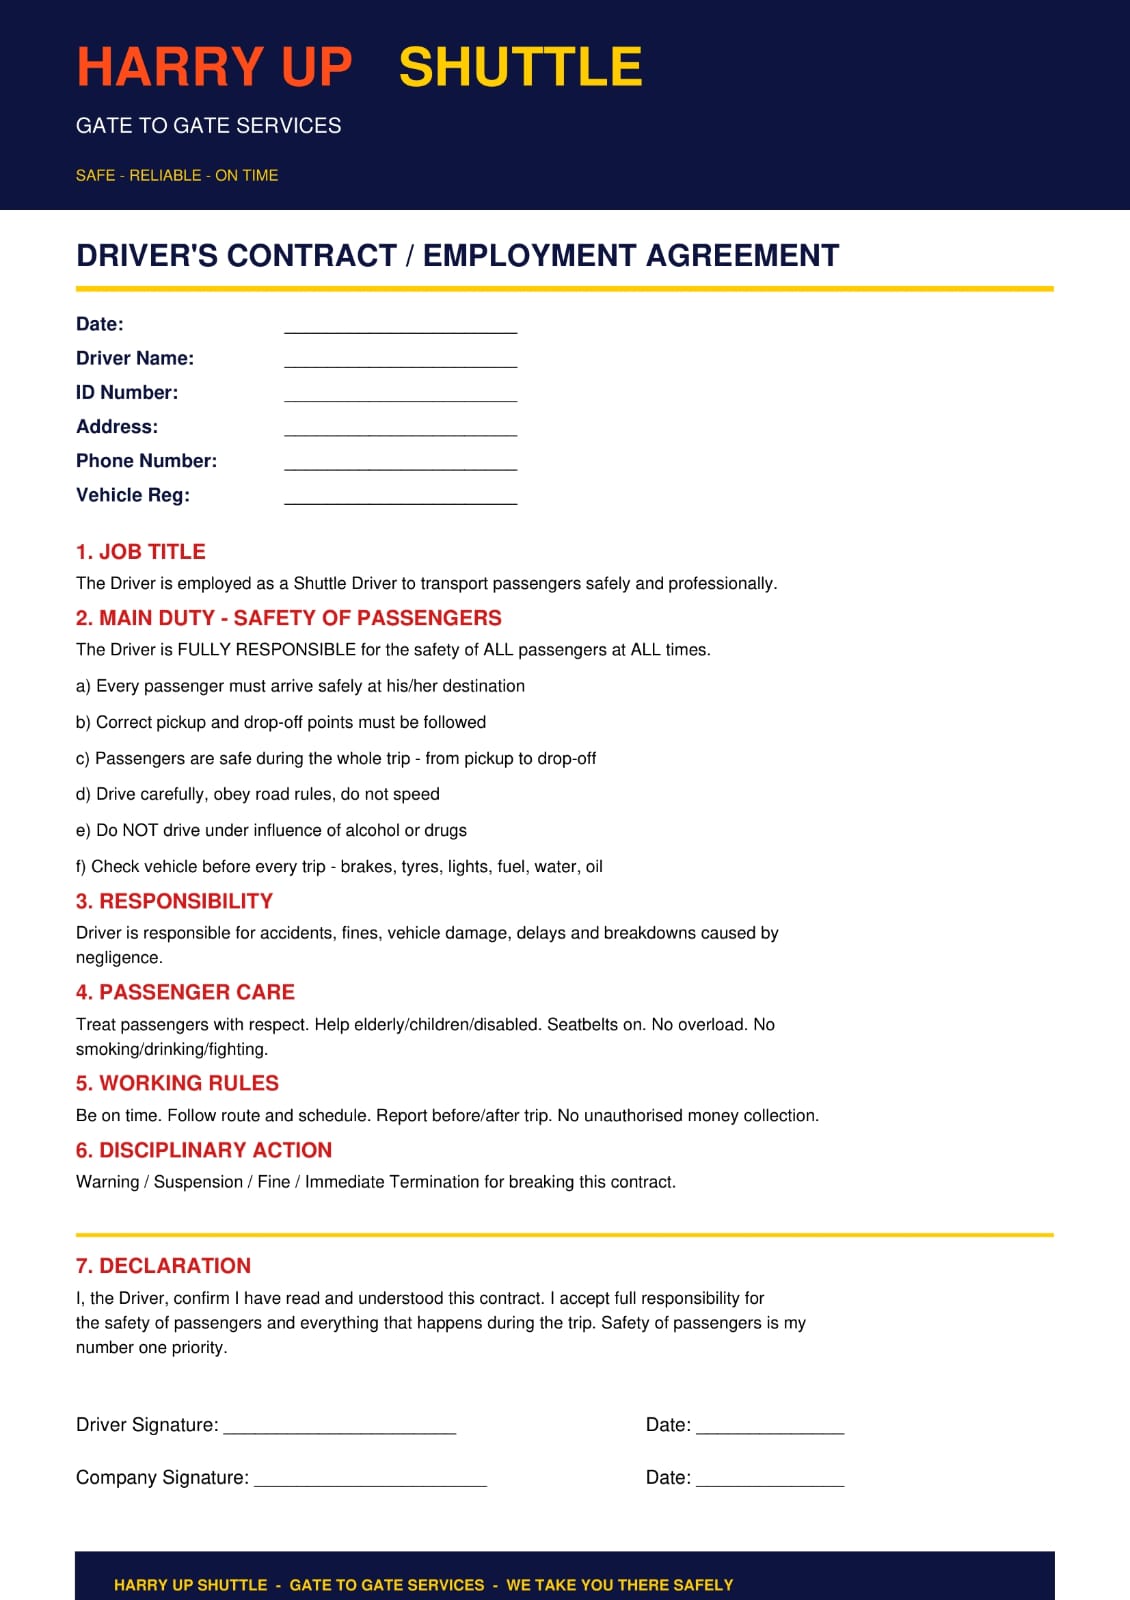 HARRY UP SHUTTLE
GATE TO GATE SERVICES
SAFE - RELIABLE - ON TIME
DRIVER'S CONTRACT / EMPLOYMENT AGREEMENT
Date: ______________________
Driver Name: ______________________
ID Number: ______________________
Address: ______________________
Phone Number: ______________________
Vehicle Reg: ______________________
1. JOB TITLE
The Driver is employed as a Shuttle Driver to transport passengers safely and professionally.
2. MAIN DUTY - SAFETY OF PASSENGERS
The Driver is FULLY RESPONSIBLE for the safety of ALL passengers at ALL times.
a) Every passenger must arrive safely at his/her destination
b) Correct pickup and drop-off points must be followed
c) Passengers are safe during the whole trip - from pickup to drop-off
d) Drive carefully, obey road rules, do not speed
e) Do NOT drive under influence of alcohol or drugs
f) Check vehicle before every trip - brakes, tyres, lights, fuel, water, oil
3. RESPONSIBILITY
Driver is responsible for accidents, fines, vehicle damage, delays and breakdowns caused by
negligence.
4. PASSENGER CARE
Treat passengers with respect. Help elderly/children/disabled. Seatbelts on. No overload. No
smoking/drinking/fighting.
5. WORKING RULES
Be on time. Follow route and schedule. Report before/after trip. No unauthorised money collection.
6. DISCIPLINARY ACTION
Warning / Suspension / Fine / Immediate Termination for breaking this contract.
7. DECLARATION
I, the Driver, confirm I have read and understood this contract. I accept full responsibility for
the safety of passengers and everything that happens during the trip. Safety of passengers is my
number one priority.
Driver Signature: ______________________ Date: ______________
Company Signature: ______________________ Date: ______________
HARRY UP SHUTTLE - GATE TO GATE SERVICES - WE TAKE YOU THERE SAFELY